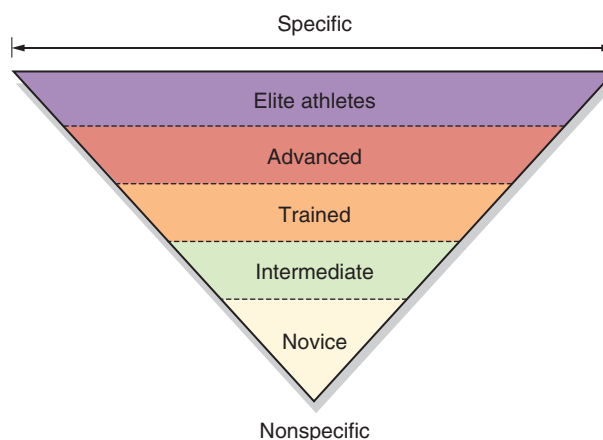 Specific
Elite athletes
Advanced
Trained
Intermediate
Novice
Nonspecific